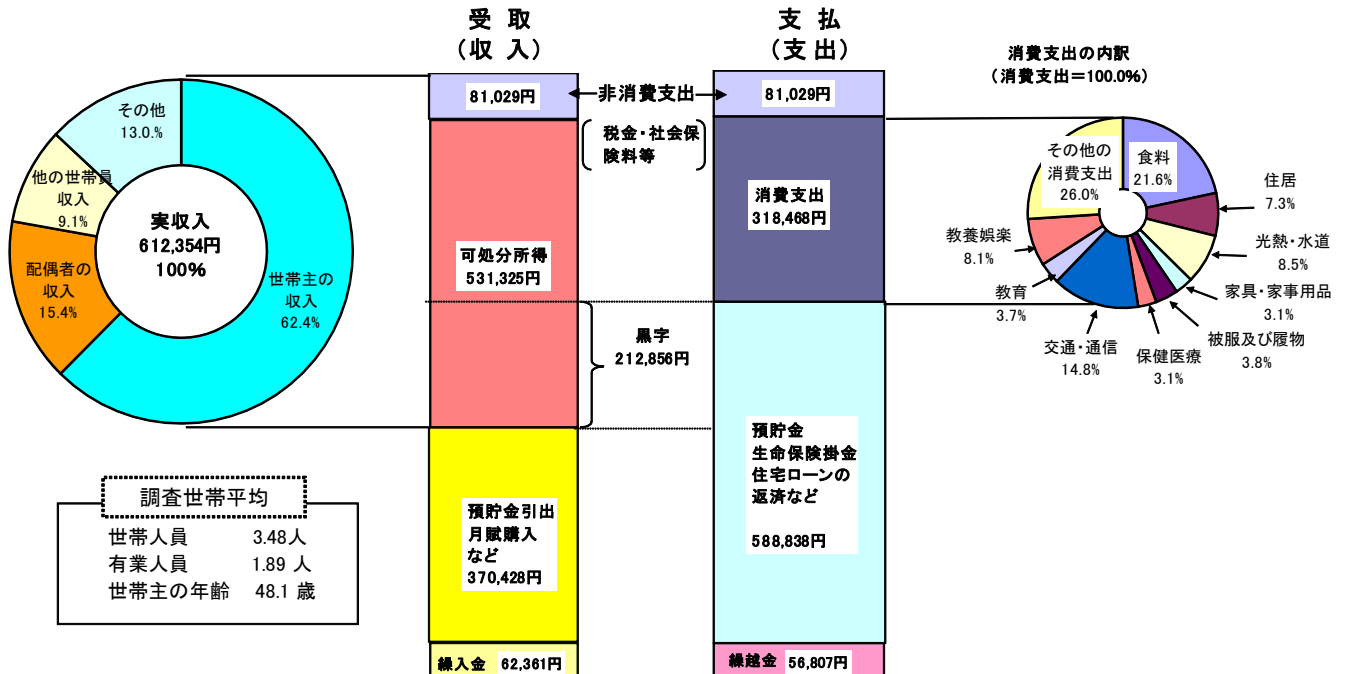 受 取
(収 入)
支 払
(支 出)
消費支出の内訳
(消費支出=100.0%)
その他
13.0.%
他の世帯員
収入
9.1%
配偶者の
収入
15.4%
実収入
612,354円
100%
世帯主の
収入
62.4%
81,029円
非消費支出
税金・社会保
険料等
81,029円
可処分所得
531,325円
消費支出
318,468円
黒字
212,856円
預貯金
生命保険掛金
住宅ローンの
返済など
588,838円
預貯金引出
月賦購入
など
370,428円
繰入金 62,361円
繰越金 56,807円
その他の
消費支出
26.0%
食料
21.6%
住居
7.3%
光熱・水道
8.5%
家具・家事用品
3.1%
被服及び履物
3.8%
保健医療
3.1%
交通・通信
14.8%
教育
3.7%
教養娯楽
8.1%
調査世帯平均
世帯人員 3.48人
有業人員 1.89 人
世帯主の年齢 48.1 歳